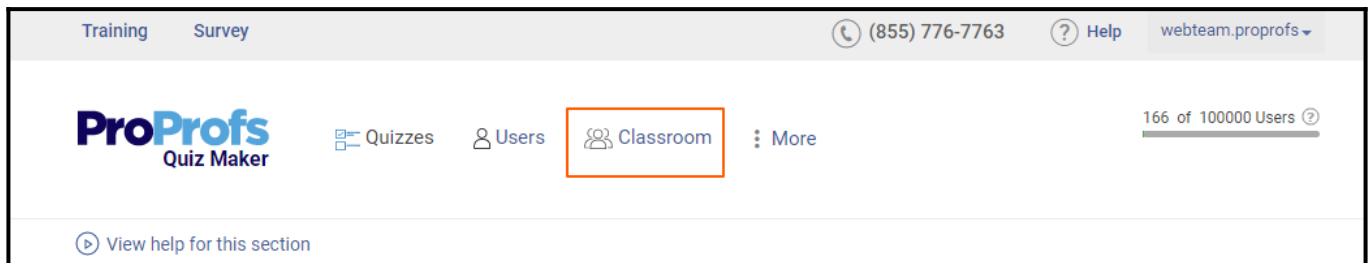 Training Survey (855) 776-7763 ? Help webteam.proprofs
ProProfs
Quiz Maker
Quizzes Users Classroom More
166 of 100000 Users ?
View help for this section